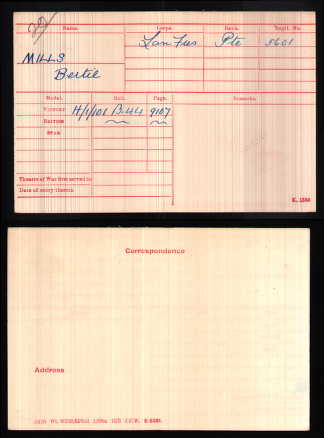 Name. Corps. Rank. Regtl. No.
MILLS Lan Fus Pte 5601
Bertie
Medal. Roll. Page. Remarks.
Victory H/1/101 B44 9107
British
Star
Theatre of War first served in
Date of entry therein
K. 1380
Correspondence
Address